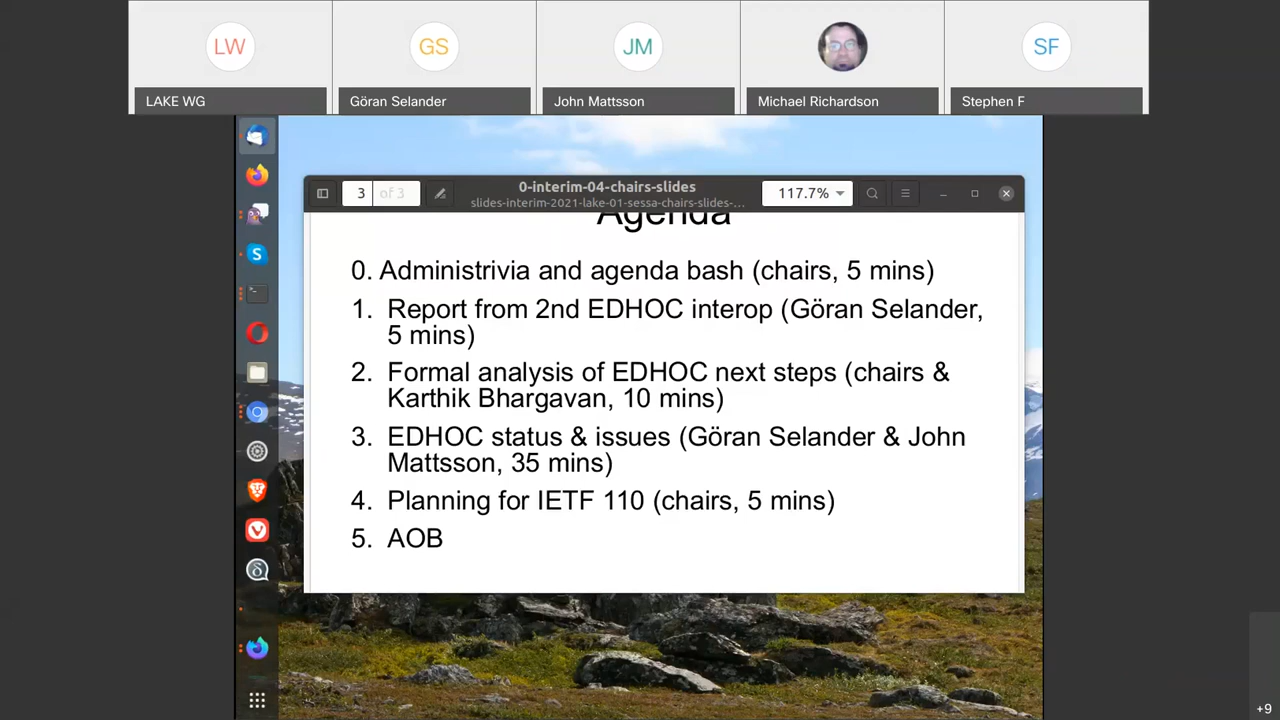 LW
GS
JM
SF
LAKE WG
Göran Selander
John Mattsson
Michael Richardson
Stephen F
3 of 3
0-interim-04-chairs-slides
slides-interim-2021-lake-01-sessa-chairs-slides-...
117.7%
Agenda
0. Administrivia and agenda bash (chairs, 5 mins)
1. Report from 2nd EDHOC interop (Göran Selander,
5 mins)
2. Formal analysis of EDHOC next steps (chairs &
Karthik Bhargavan, 10 mins)
3. EDHOC status & issues (Göran Selander & John
Mattsson, 35 mins)
4. Planning for IETF 110 (chairs, 5 mins)
5. AOB
+9